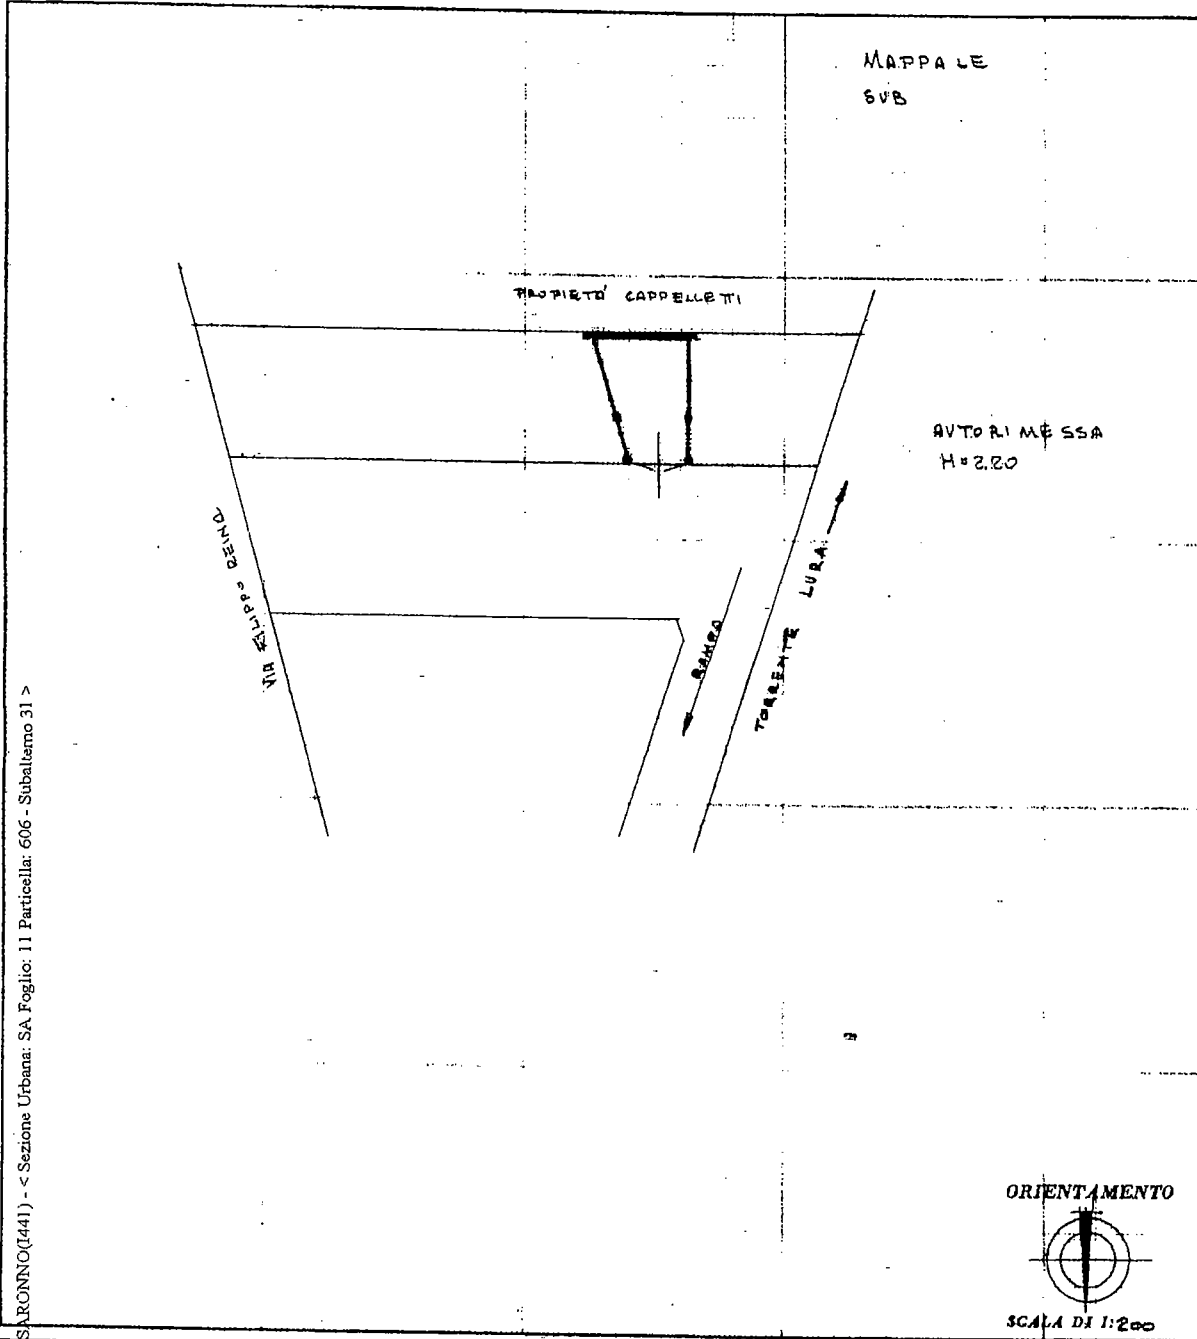 MAPPALE
SUB
PROPIETA' CAPPELLETTI
AUTORIMESSA
H=2.20
VIA FILIPPO REINA
RAMPA
TORRENTE LURA
SARONNO(I441) - < Sezione Urbana: SA Foglio: 11 Particella: 606 - Subalterno 31 >
ORIENTAMENTO
SCALA DI 1:200